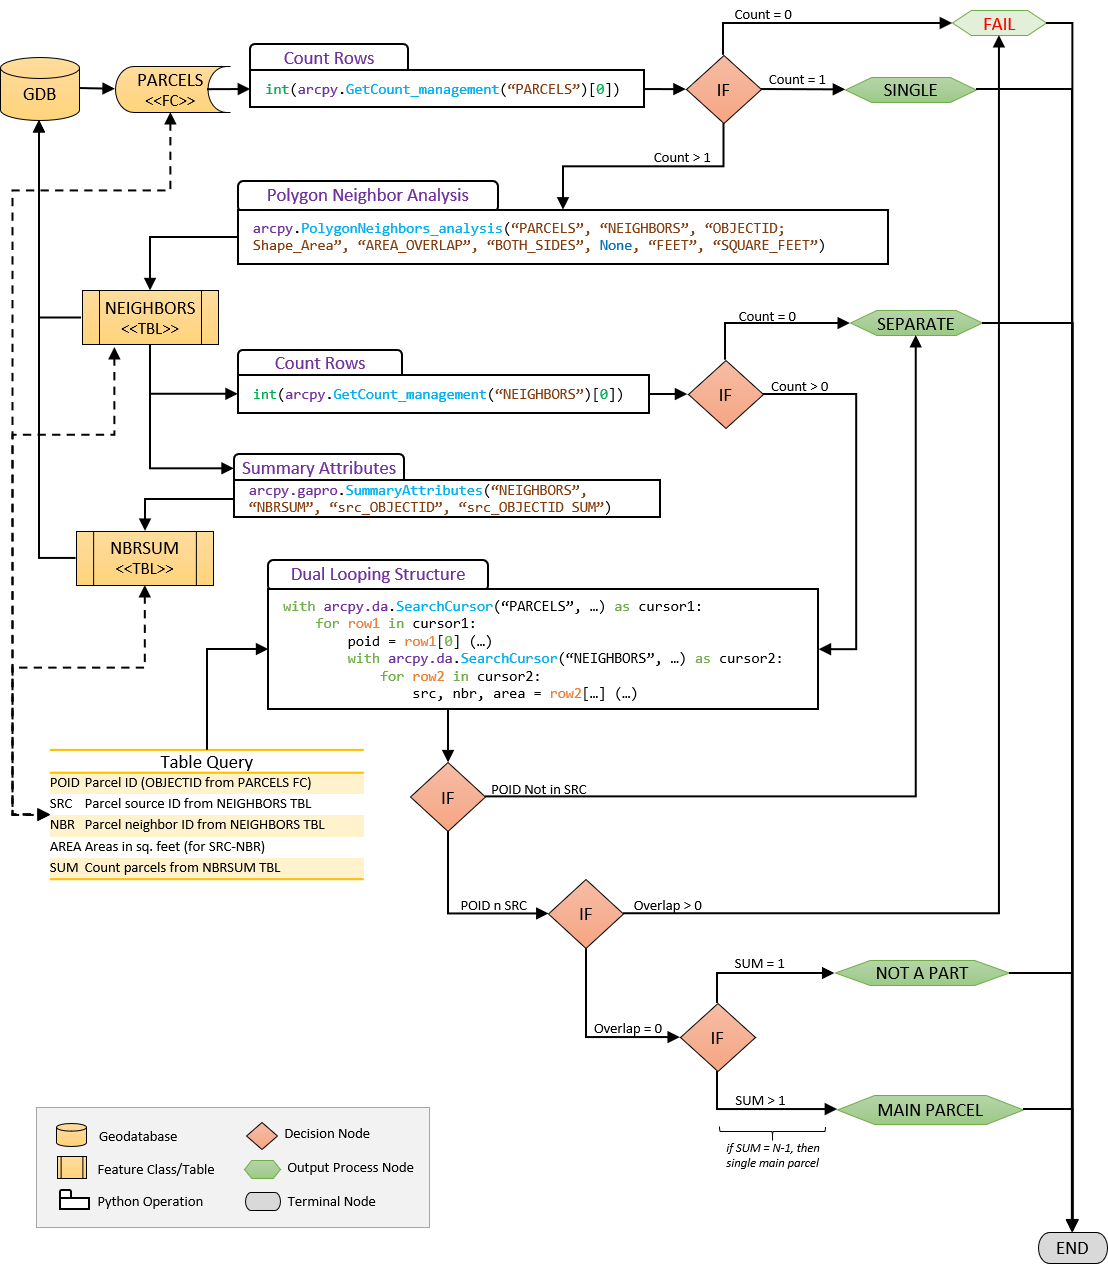 Count = 0
FAIL
GDB
PARCELS
<<FC>>
Count Rows
int(arcpy.GetCount_management(“PARCELS”)[0])
IF
Count = 1
SINGLE
Count > 1
Polygon Neighbor Analysis
arcpy.PolygonNeighbors_analysis(“PARCELS”, “NEIGHBORS”, “OBJECTID;
Shape_Area”, “AREA_OVERLAP”, “BOTH_SIDES”, None, “FEET”, “SQUARE_FEET”)
NEIGHBORS
<<TBL>>
Count = 0
SEPARATE
Count Rows
int(arcpy.GetCount_management(“NEIGHBORS”)[0])
IF
Count > 0
Summary Attributes
arcpy.gapro.SummaryAttributes(“NEIGHBORS”,
“NBRSUM”, “src_OBJECTID”, “src_OBJECTID SUM”)
NBRSUM
<<TBL>>
Dual Looping Structure
with arcpy.da.SearchCursor(“PARCELS”, …) as cursor1:
for row1 in cursor1:
poid = row1[0] (…)
with arcpy.da.SearchCursor(“NEIGHBORS”, …) as cursor2:
for row2 in cursor2:
src, nbr, area = row2[…] (…)
Table Query
POID Parcel ID (OBJECTID from PARCELS FC)
SRC Parcel source ID from NEIGHBORS TBL
NBR Parcel neighbor ID from NEIGHBORS TBL
AREA Areas in sq. feet (for SRC-NBR)
SUM Count parcels from NBRSUM TBL
IF
POID Not in SRC
POID n SRC
IF
Overlap > 0
SUM = 1
NOT A PART
Overlap = 0
IF
SUM > 1
MAIN PARCEL
if SUM = N-1, then
single main parcel
Geodatabase
Decision Node
Feature Class/Table
Output Process Node
Python Operation
Terminal Node
END